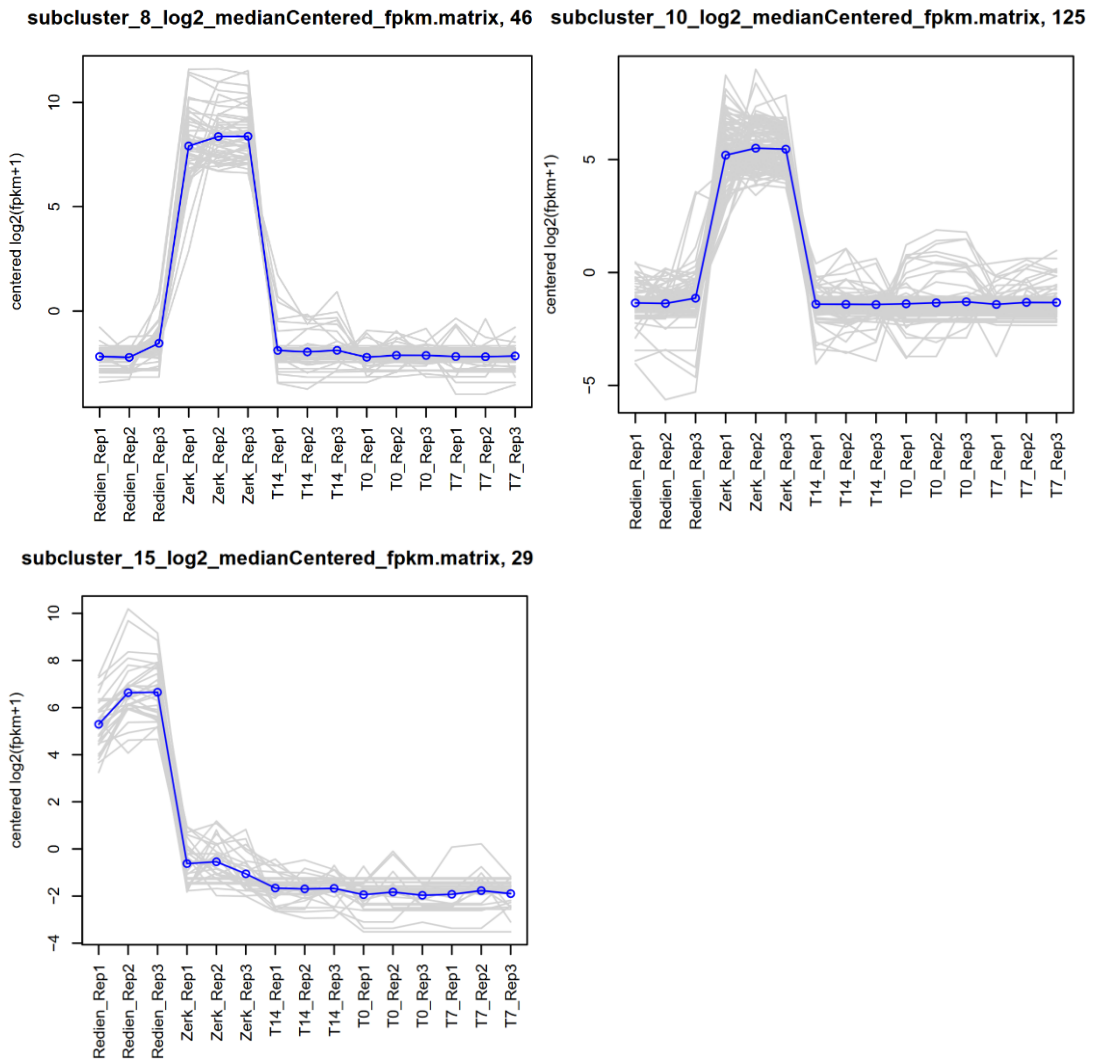 subcluster_8_log2_medianCentered_fpkm.matrix, 46
centered log2(fpkm+1)
10
5
0
Redien_Rep1
Redien_Rep2
Redien_Rep3
Zerk_Rep1
Zerk_Rep2
Zerk_Rep3
T14_Rep1
T14_Rep2
T14_Rep3
T0_Rep1
T0_Rep2
T0_Rep3
T7_Rep1
T7_Rep2
T7_Rep3
subcluster_10_log2_medianCentered_fpkm.matrix, 125
centered log2(fpkm+1)
5
0
−5
Redien_Rep1
Redien_Rep2
Redien_Rep3
Zerk_Rep1
Zerk_Rep2
Zerk_Rep3
T14_Rep1
T14_Rep2
T14_Rep3
T0_Rep1
T0_Rep2
T0_Rep3
T7_Rep1
T7_Rep2
T7_Rep3
subcluster_15_log2_medianCentered_fpkm.matrix, 29
centered log2(fpkm+1)
10
8
6
4
2
0
−2
−4
Redien_Rep1
Redien_Rep2
Redien_Rep3
Zerk_Rep1
Zerk_Rep2
Zerk_Rep3
T14_Rep1
T14_Rep2
T14_Rep3
T0_Rep1
T0_Rep2
T0_Rep3
T7_Rep1
T7_Rep2
T7_Rep3